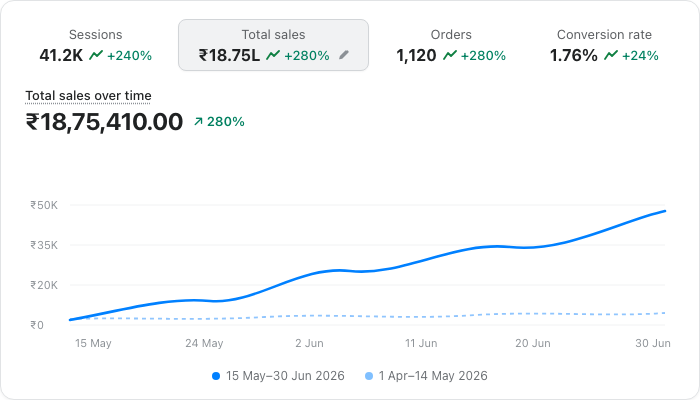 Sessions
41.2K +240%
Total sales
₹18.75L +280%
Orders
1,120 +280%
Conversion rate
1.76% +24%
Total sales over time
₹18,75,410.00 ↗ 280%
₹50K
₹35K
₹20K
₹0
15 May 24 May 2 Jun 11 Jun 20 Jun 30 Jun
15 May–30 Jun 2026 1 Apr–14 May 2026